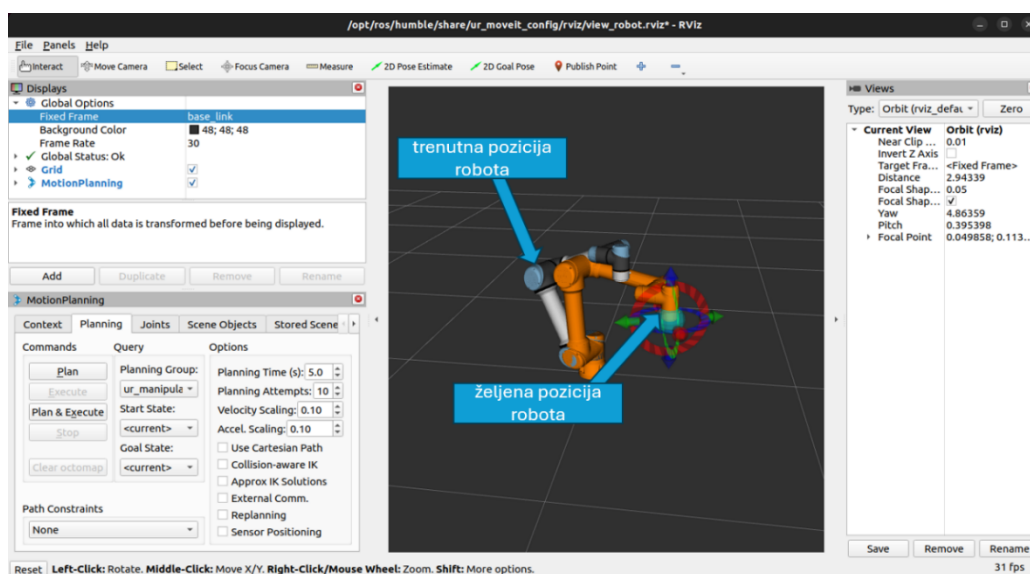 /opt/ros/humble/share/ur_moveit_config/rviz/view_robot.rviz* - RViz
File Panels Help
Interact Move Camera Select Focus Camera Measure 2D Pose Estimate 2D Goal Pose Publish Point
Displays
Global Options
Fixed Frame base_link
Background Color 48; 48; 48
Frame Rate 30
Global Status: Ok
Grid
MotionPlanning
Fixed Frame
Frame into which all data is transformed before being displayed.
Add Duplicate Remove Rename
MotionPlanning
Context Planning Joints Scene Objects Stored Scene
Commands Query Options
Plan
Execute
Plan & Execute
Stop
Clear octomap
Planning Group:
ur_manipula
Start State:
<current>
Goal State:
<current>
Planning Time (s): 5.0
Planning Attempts: 10
Velocity Scaling: 0.10
Accel. Scaling: 0.10
Use Cartesian Path
Collision-aware IK
Approx IK Solutions
External Comm.
Replanning
Sensor Positioning
Path Constraints
None
trenutna pozicija
robota
željena pozicija
robota
Views
Type: Orbit (rviz_defau Zero
Current View Orbit (rviz)
Near Clip ... 0.01
Invert Z Axis
Target Fra... <Fixed Frame>
Distance 2.94339
Focal Shap... 0.05
Focal Shap...
Yaw 4.86359
Pitch 0.395398
Focal Point 0.049858; 0.113...
Save Remove Rename
Reset Left-Click: Rotate. Middle-Click: Move X/Y. Right-Click/Mouse Wheel: Zoom. Shift: More options.
31 fps